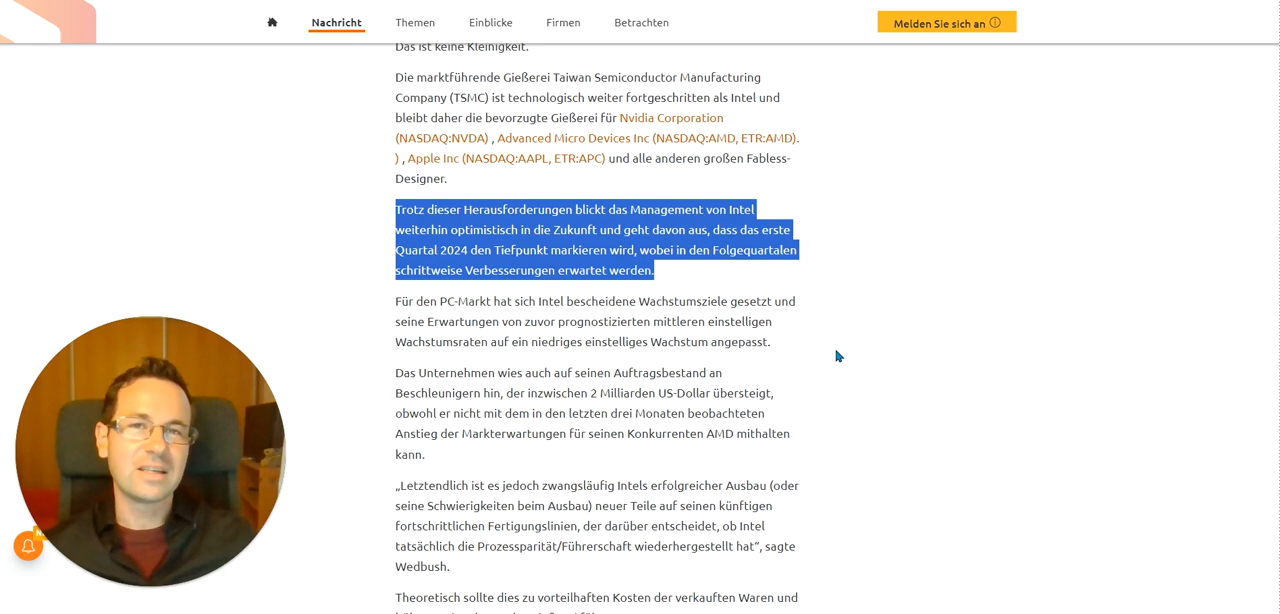 Nachricht
Themen
Einblicke
Firmen
Betrachten
Melden Sie sich an
Das ist keine Kleinigkeit.
Die marktführende Gießerei Taiwan Semiconductor Manufacturing
Company (TSMC) ist technologisch weiter fortgeschritten als Intel und
bleibt daher die bevorzugte Gießerei für Nvidia Corporation
(NASDAQ:NVDA) , Advanced Micro Devices Inc (NASDAQ:AMD, ETR:AMD).
) , Apple Inc (NASDAQ:AAPL, ETR:APC) und alle anderen großen Fabless-
Designer.
Trotz dieser Herausforderungen blickt das Management von Intel
weiterhin optimistisch in die Zukunft und geht davon aus, dass das erste
Quartal 2024 den Tiefpunkt markieren wird, wobei in den Folgequartalen
schrittweise Verbesserungen erwartet werden.
Für den PC-Markt hat sich Intel bescheidene Wachstumsziele gesetzt und
seine Erwartungen von zuvor prognostizierten mittleren einstelligen
Wachstumsraten auf ein niedriges einstelliges Wachstum angepasst.
Das Unternehmen wies auch auf seinen Auftragsbestand an
Beschleunigern hin, der inzwischen 2 Milliarden US-Dollar übersteigt,
obwohl er nicht mit dem in den letzten drei Monaten beobachteten
Anstieg der Markterwartungen für seinen Konkurrenten AMD mithalten
kann.
„Letztendlich ist es jedoch zwangsläufig Intels erfolgreicher Ausbau (oder
seine Schwierigkeiten beim Ausbau) neuer Teile auf seinen künftigen
fortschrittlichen Fertigungslinien, der darüber entscheidet, ob Intel
tatsächlich die Prozessparität/Führerschaft wiederhergestellt hat“, sagte
Wedbush.
Theoretisch sollte dies zu vorteilhaften Kosten der verkauften Waren und